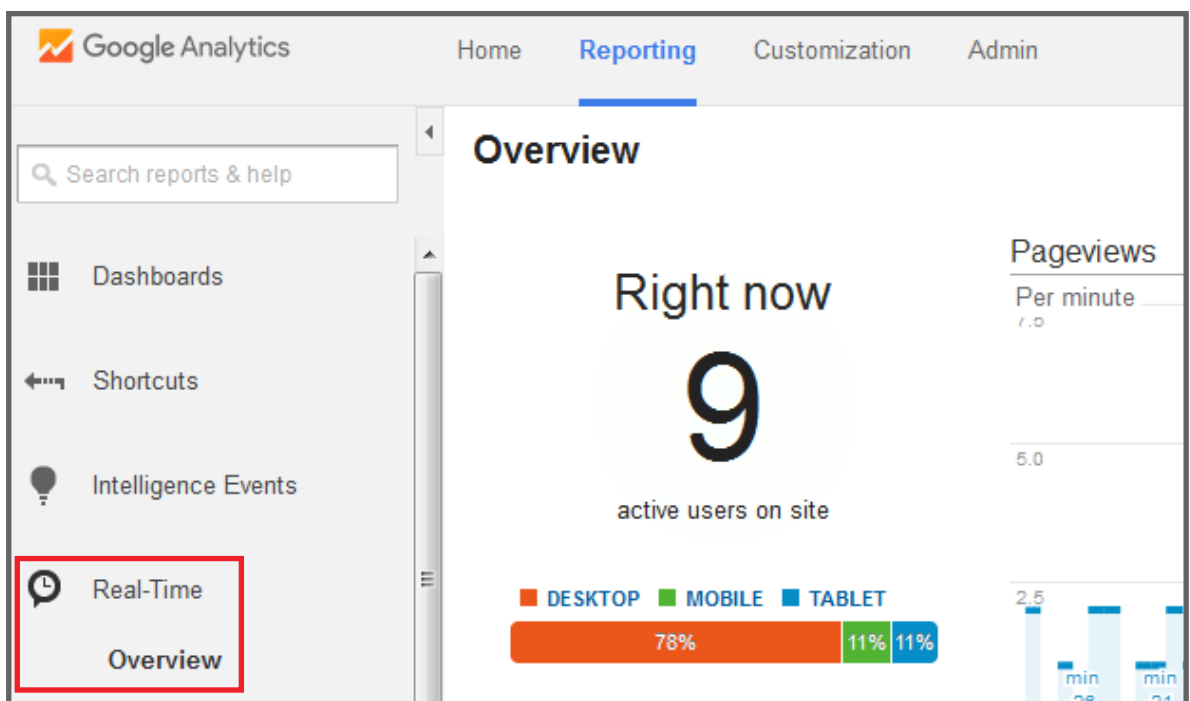 Google Analytics
Home Reporting Customization Admin
Search reports & help
Dashboards
Shortcuts
Intelligence Events
Real-Time
Overview
Overview
Right now
9
active users on site
DESKTOP MOBILE TABLET
78% 11% 11%
Pageviews
Per minute
7.5
5.0
2.5
min min